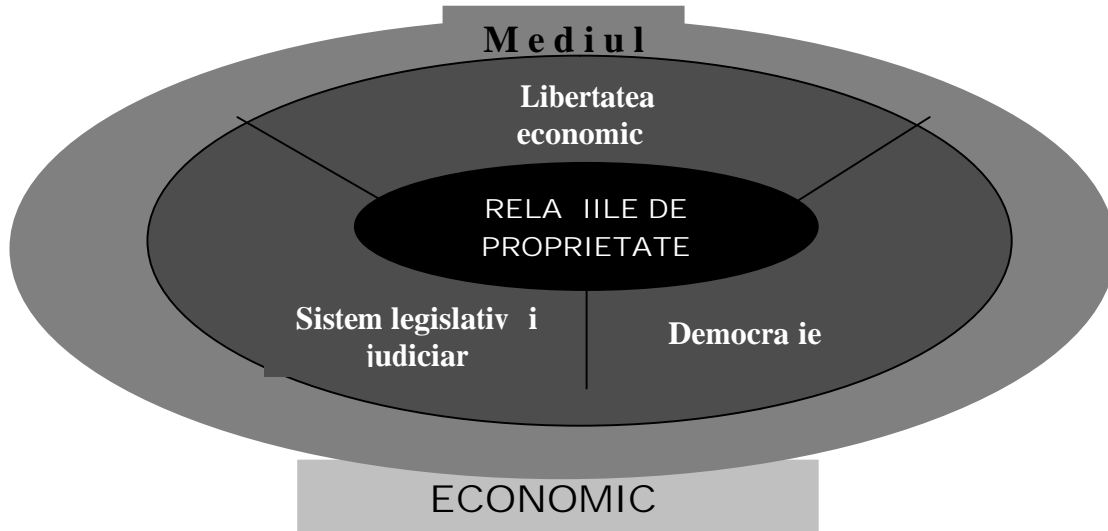 Mediul
Libertatea
economic
RELA IILE DE
PROPRIETATE
Sistem legislativ i
judiciar
Democra ie
ECONOMIC